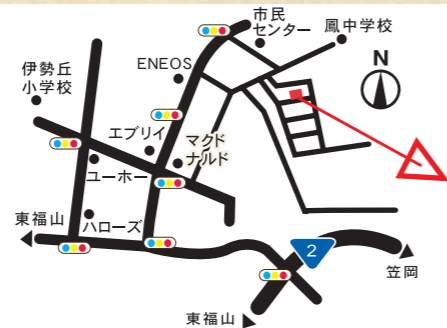 市民
センター
鳳中学校
N
ENEOS
伊勢丘
小学校
エブリイ
マクド
ナルド
ユーホー
ハローズ
東福山
2
笠岡
東福山